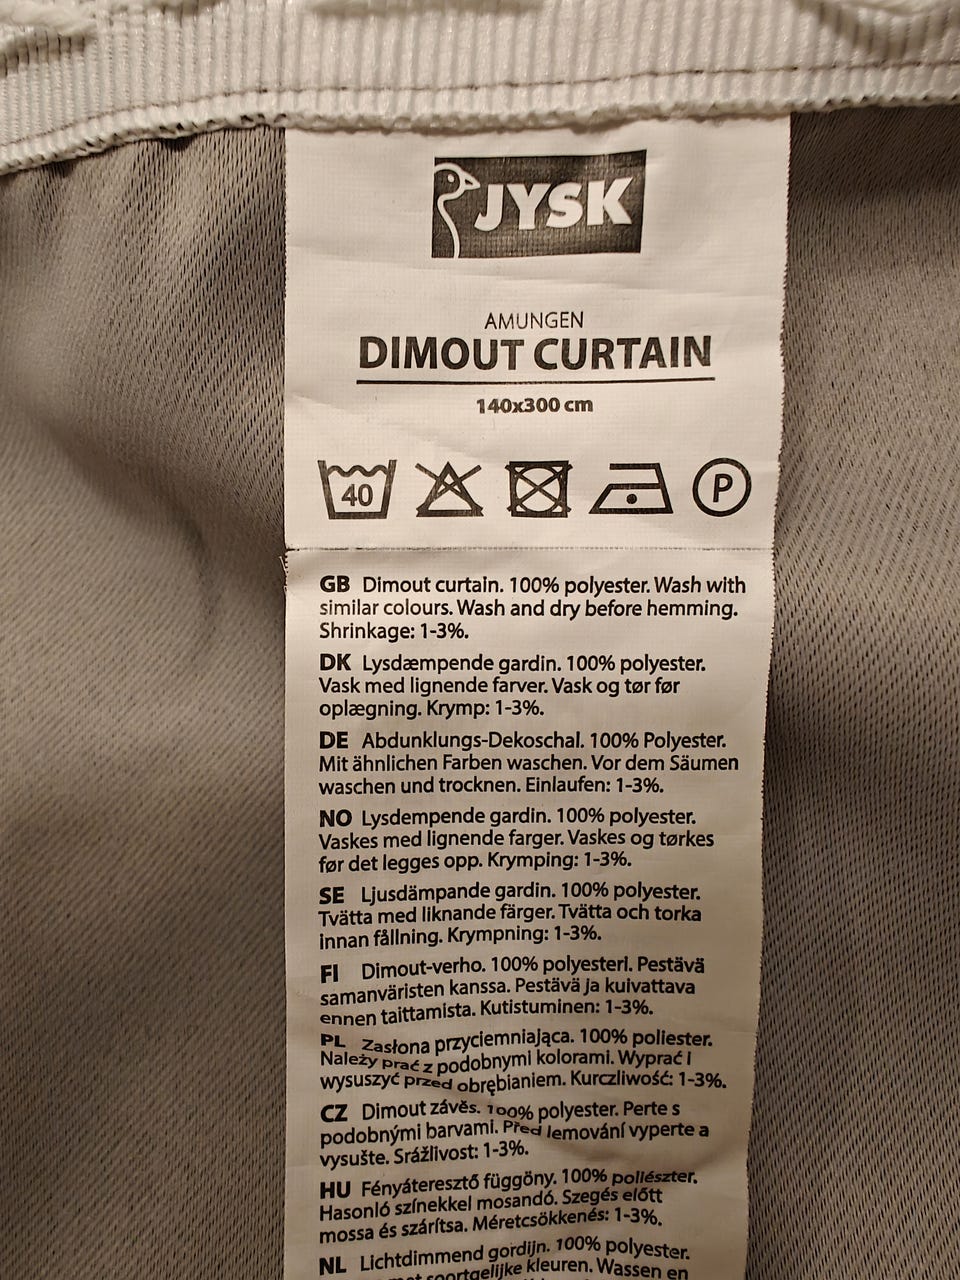 JYSK
AMUNGEN
DIMOUT CURTAIN
140x300 cm
40 P
GB Dimout curtain. 100% polyester. Wash with
similar colours. Wash and dry before hemming.
Shrinkage: 1-3%.
DK Lysdæmpende gardin. 100% polyester.
Vask med lignende farver. Vask og tør før
oplægning. Krymp: 1-3%.
DE Abdunklungs-Dekoschal. 100% Polyester.
Mit ähnlichen Farben waschen. Vor dem Säumen
waschen und trocknen. Einlaufen: 1-3%.
NO Lysdempende gardin. 100% polyester.
Vaskes med lignende farger. Vaskes og tørkes
før det legges opp. Krymping: 1-3%.
SE Ljusdämpande gardin. 100% polyester.
Tvätta med liknande färger. Tvätta och torka
innan fållning. Krympning: 1-3%.
FI Dimout-verho. 100% polyesteri. Pestävä
samanväristen kanssa. Pestävä ja kuivattava
ennen taittamista. Kutistuminen: 1-3%.
PL Zasłona przyciemniająca. 100% poliester.
Należy prać z podobnymi kolorami. Wyprać i
wysuszyć przed obrębianiem. Kurczliwość: 1-3%.
CZ Dimout závěs. 100% polyester. Perte s
podobnými barvami. Před lemování vyperte a
vysušte. Srážlivost: 1-3%.
HU Fényáteresztő függöny. 100% poliészter.
Hasonló színekkel mosandó. Szegés előtt
mossa és szárítsa. Méretcsökkenés: 1-3%.
NL Lichtdimmend gordijn. 100% polyester.
met soortgelijke kleuren. Wassen en